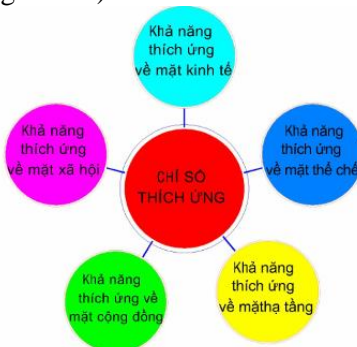 Khả năng
thích ứng
về mặt kinh tế
Khả năng
thích ứng
về mặt xã hội
CHỈ SỐ
THÍCH ỨNG
Khả năng
thích ứng
về mặt thể chế
Khả năng
thích ứng về
mặt cộng đồng
Khả năng
thích ứng
về mặthạ tầng